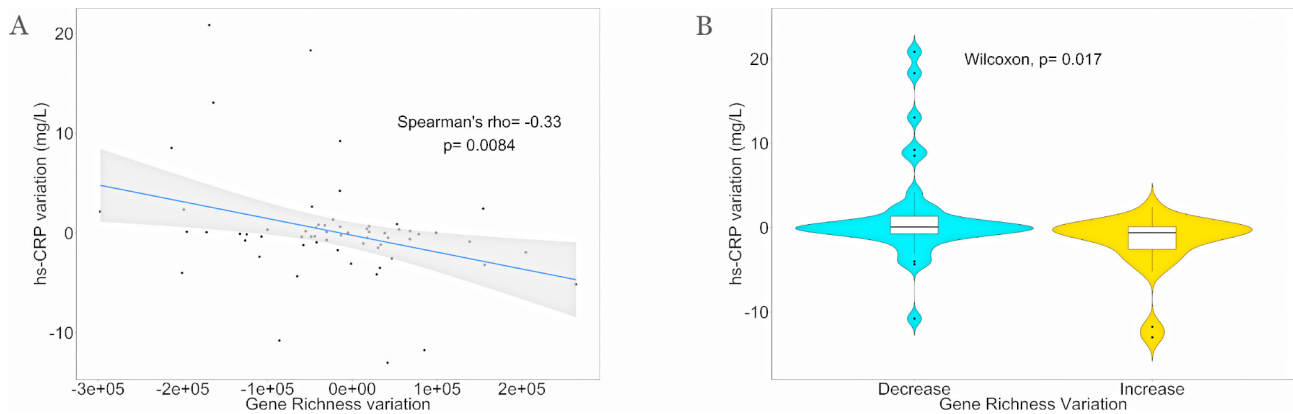 A
hs-CRP variation (mg/L)
20
10
0
-10
Spearman's rho= -0.33
p= 0.0084
-3e+05 -2e+05 -1e+05 0e+00 1e+05 2e+05
Gene Richness variation
B
hs-CRP variation (mg/L)
20
10
0
-10
Wilcoxon, p= 0.017
Decrease Increase
Gene Richness Variation